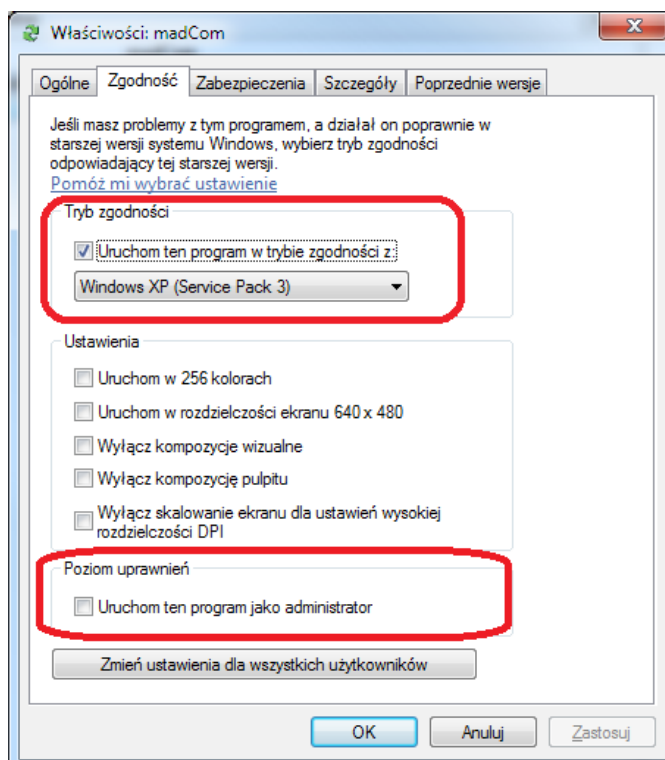 Właściwości: madCom
Ogólne Zgodność Zabezpieczenia Szczegóły Poprzednie wersje
Jeśli masz problemy z tym programem, a działał on poprawnie w
starszej wersji systemu Windows, wybierz tryb zgodności
odpowiadający tej starszej wersji.
Pomóż mi wybrać ustawienie
Tryb zgodności
Uruchom ten program w trybie zgodności z:
Windows XP (Service Pack 3)
Ustawienia
Uruchom w 256 kolorach
Uruchom w rozdzielczości ekranu 640 x 480
Wyłącz kompozycje wizualne
Wyłącz kompozycję pulpitu
Wyłącz skalowanie ekranu dla ustawień wysokiej
rozdzielczości DPI
Poziom uprawnień
Uruchom ten program jako administrator
Zmień ustawienia dla wszystkich użytkowników
OK Anuluj Zastosuj